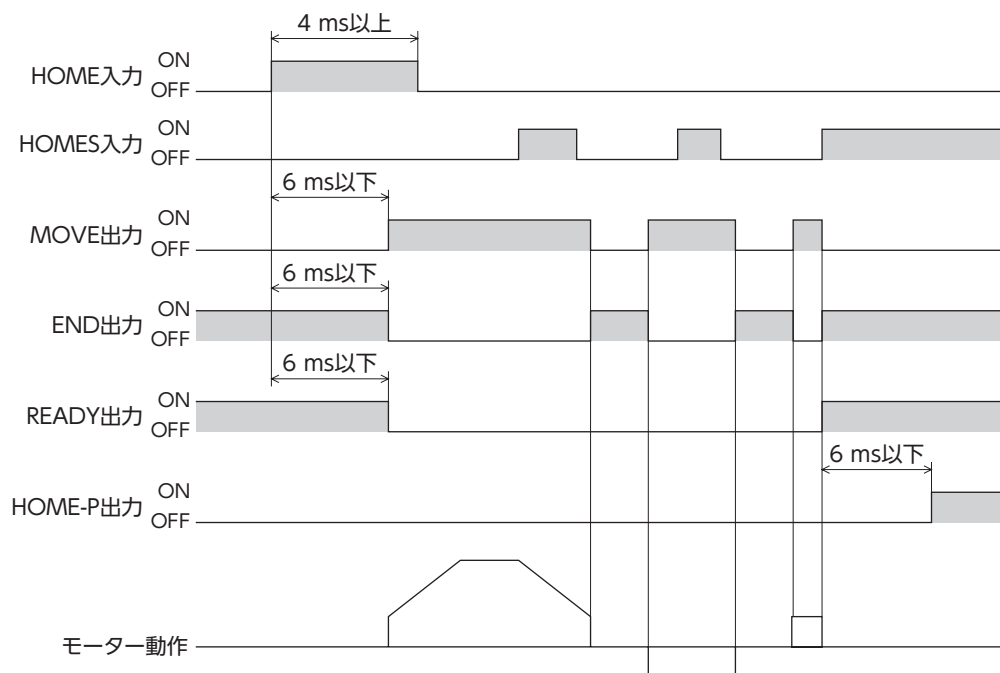 4 ms以上
HOME入力 ON
OFF
HOMES入力 ON
OFF
6 ms以下
MOVE出力 ON
OFF
6 ms以下
END出力 ON
OFF
6 ms以下
READY出力 ON
OFF
6 ms以下
HOME-P出力 ON
OFF
モーター動作